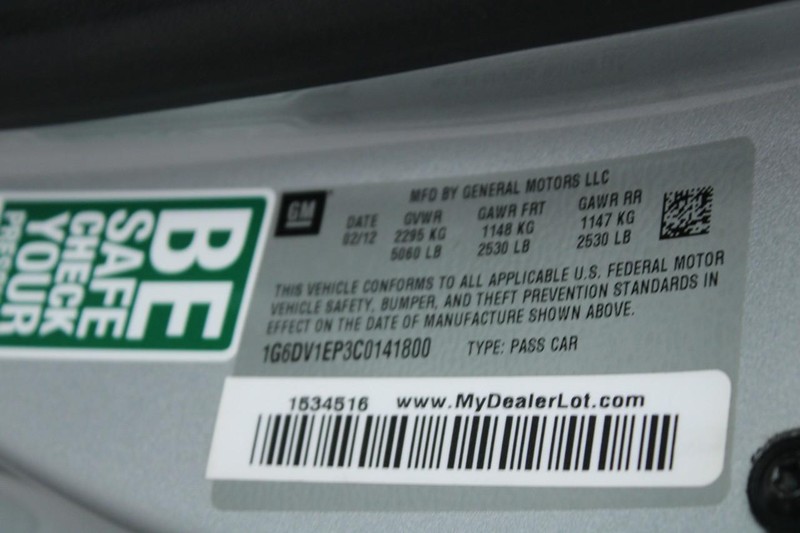 GM
MFD BY GENERAL MOTORS LLC
DATE GVWR GAWR FRT GAWR RR
02/12 2295 KG 1148 KG 1147 KG
5060 LB 2530 LB 2530 LB
THIS VEHICLE CONFORMS TO ALL APPLICABLE U.S. FEDERAL MOTOR
VEHICLE SAFETY, BUMPER, AND THEFT PREVENTION STANDARDS IN
EFFECT ON THE DATE OF MANUFACTURE SHOWN ABOVE.
1G6DV1EP3C0141800 TYPE: PASS CAR
1534516 www.MyDealerLot.com
BE
SAFE
CHECK
YOUR